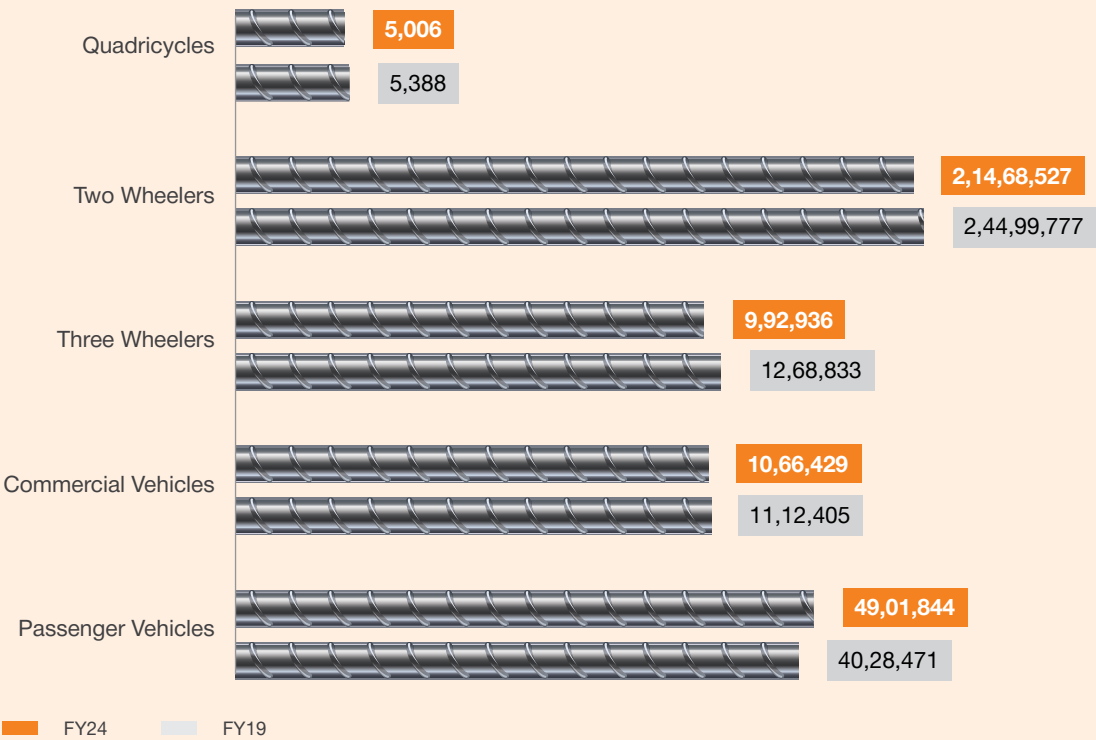 Quadricycles
5,006
5,388
Two Wheelers
2,14,68,527
2,44,99,777
Three Wheelers
9,92,936
12,68,833
Commercial Vehicles
10,66,429
11,12,405
Passenger Vehicles
49,01,844
40,28,471
FY24 FY19